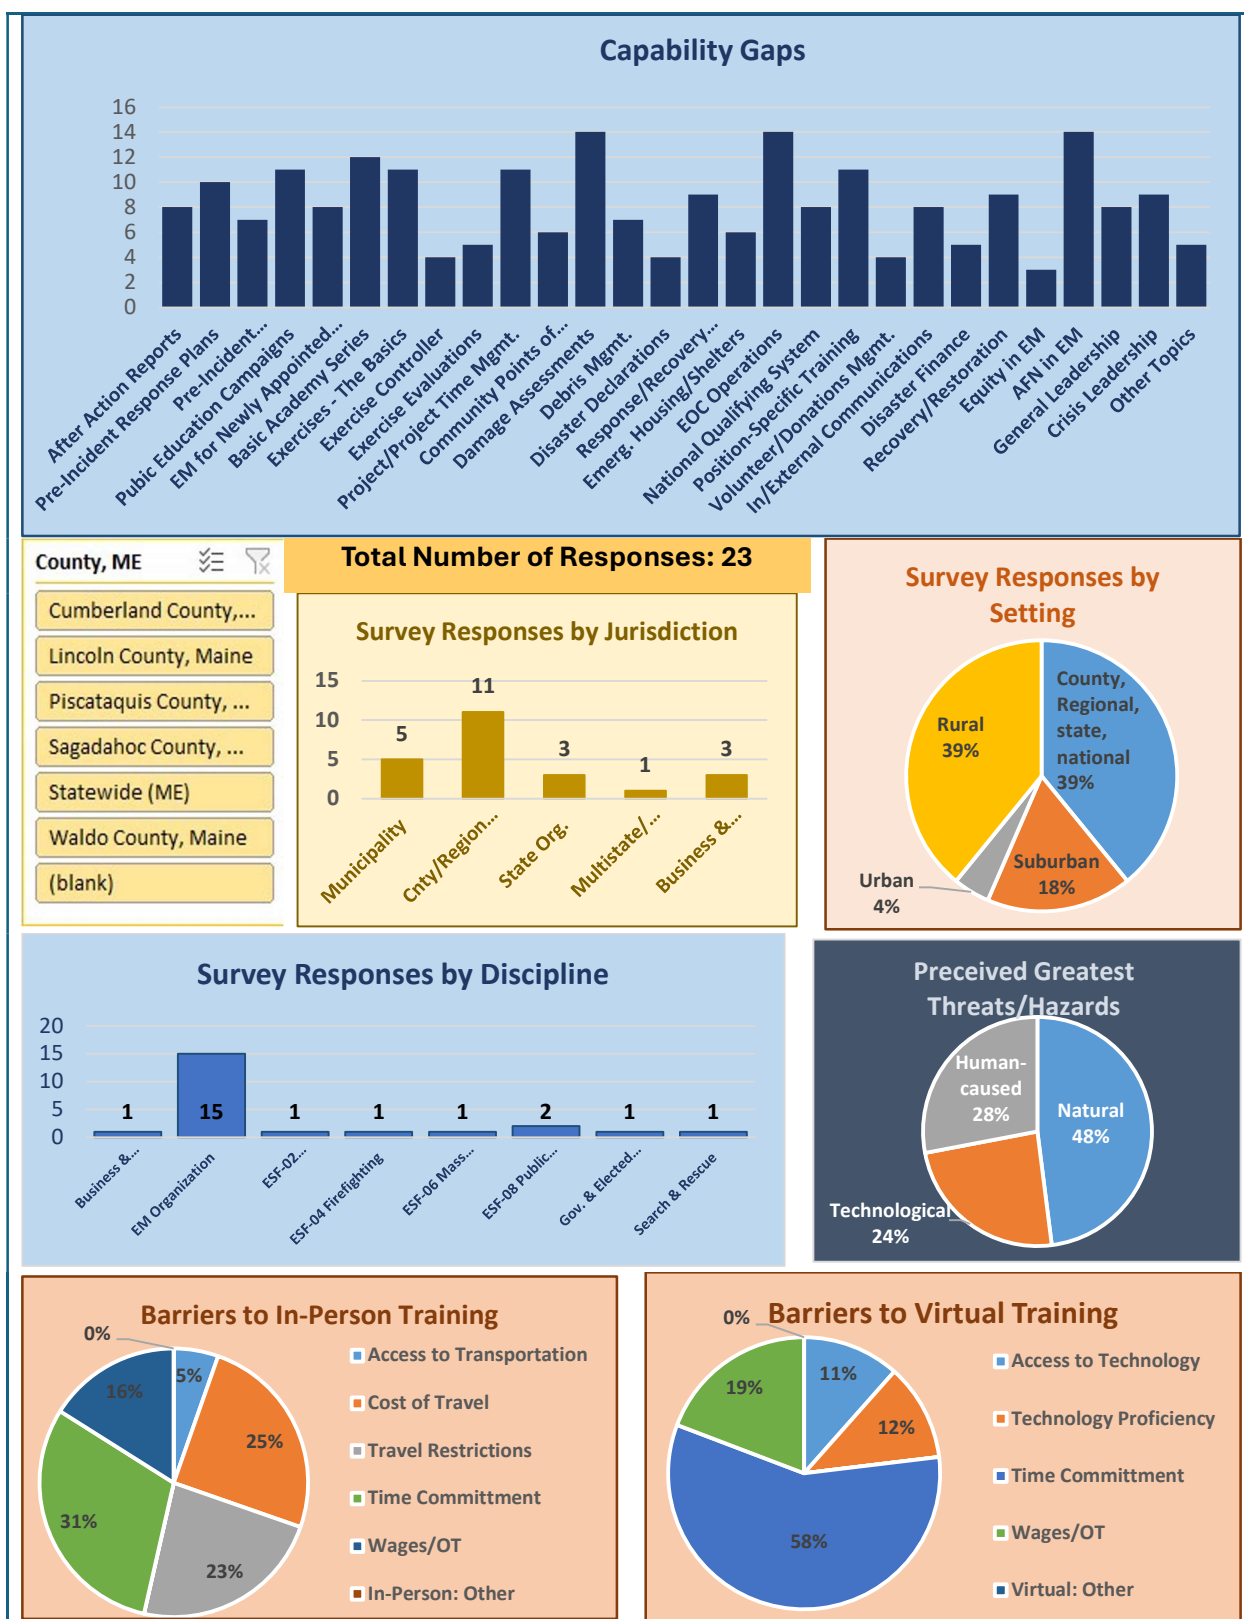 Capability Gaps
16
14
12
10
8
6
4
2
0
After Action Reports
Pre-Incident Response Plans
Pre-Incident...
Pubic Education Campaigns
EM for Newly Appointed...
Basic Academy Series
Exercises - The Basics
Exercise Controller
Exercise Evaluations
Project/Project Time Mgmt.
Community Points of...
Damage Assessments
Debris Mgmt.
Disaster Declarations
Response/Recovery...
Emerg. Housing/Shelters
EOC Operations
National Qualifying System
Position-Specific Training
Volunteer/Donations Mgmt.
In/External Communications
Disaster Finance
Recovery/Restoration
Equity in EM
AFN in EM
General Leadership
Crisis Leadership
Other Topics
County, ME
Cumberland County,...
Lincoln County, Maine
Piscataquis County, ...
Sagadahoc County, ...
Statewide (ME)
Waldo County, Maine
(blank)
Total Number of Responses: 23
Survey Responses by Jurisdiction
15
10
5
0
5
11
3
1
3
Municipality
Cnty/Region...
State Org.
Multistate/...
Business &...
Survey Responses by
Setting
County,
Regional,
state,
national
39%
Rural
39%
Suburban
18%
Urban
4%
Survey Responses by Discipline
20
15
10
5
0
1
15
1
1
1
2
1
1
Business &...
EM Organization
ESF-02...
ESF-04 Firefighting
ESF-06 Mass...
ESF-08 Public...
Gov. & Elected...
Search & Rescue
Preceived Greatest
Threats/Hazards
Human-
caused
28%
Natural
48%
Technological
24%
Barriers to In-Person Training
0%
5%
16%
25%
31%
23%
Access to Transportation
Cost of Travel
Travel Restrictions
Time Committment
Wages/OT
In-Person: Other
Barriers to Virtual Training
0%
11%
19%
12%
58%
Access to Technology
Technology Proficiency
Time Committment
Wages/OT
Virtual: Other